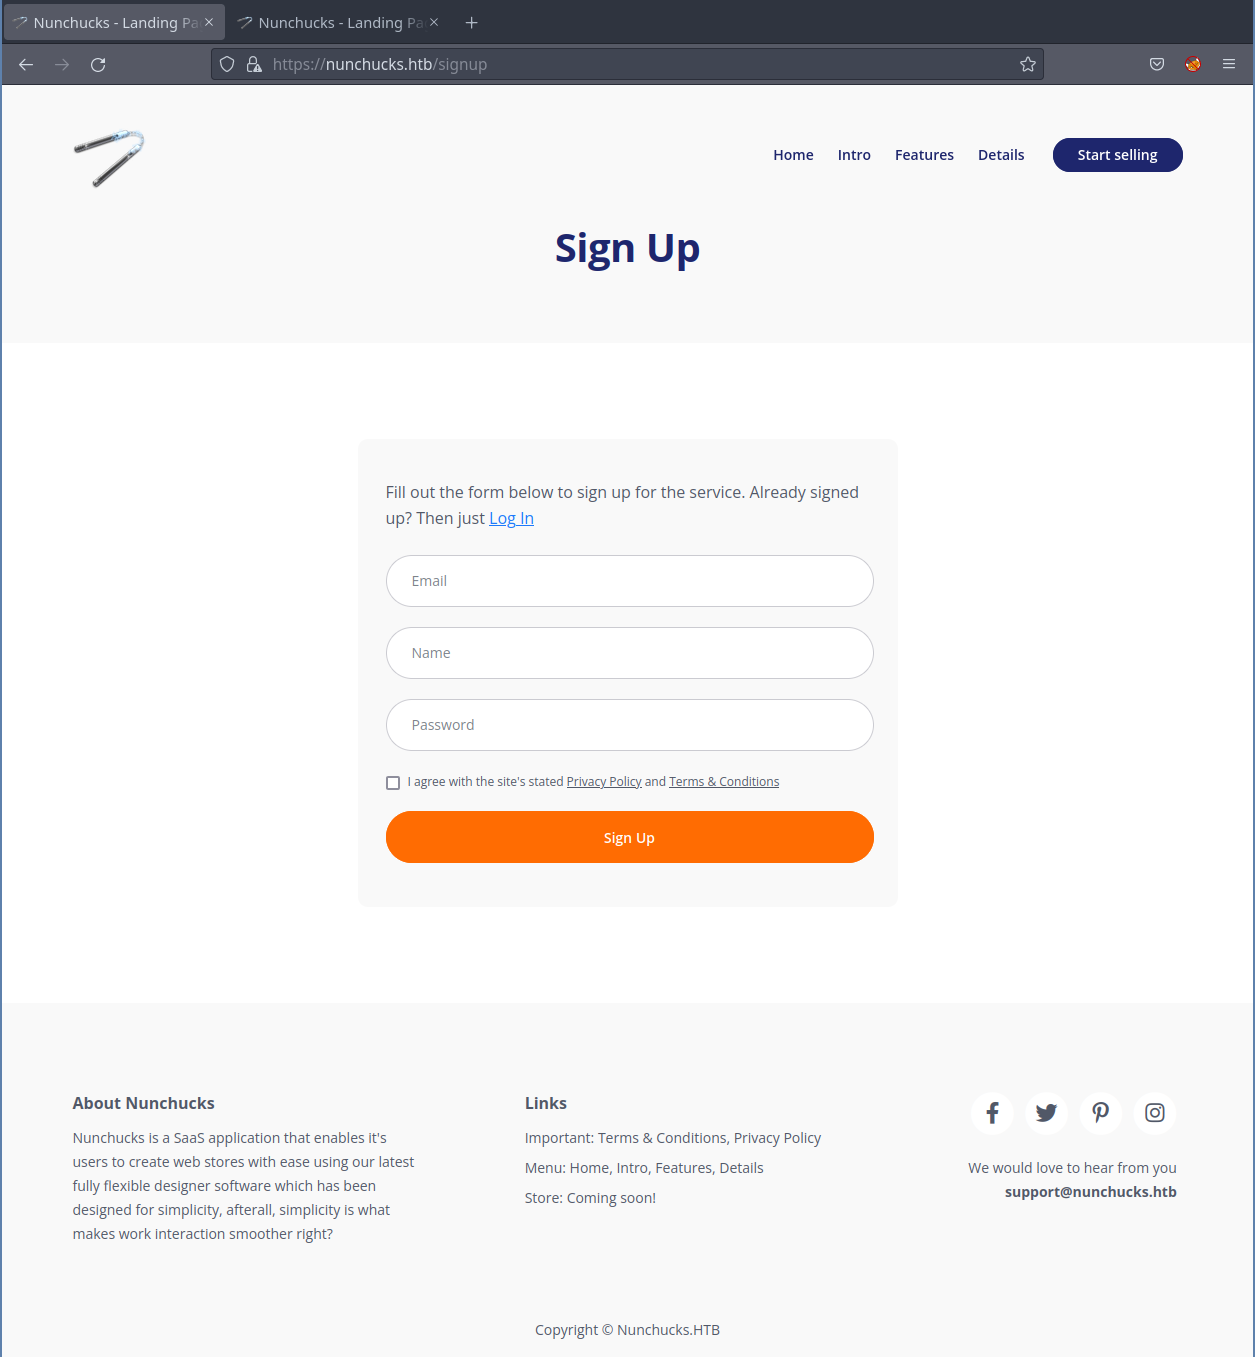 Nunchucks - Landing Pa
Nunchucks - Landing Pa
https://nunchucks.htb/signup
Home Intro Features Details Start selling
Sign Up
Fill out the form below to sign up for the service. Already signed
up? Then just Log In
Email
Name
Password
I agree with the site's stated Privacy Policy and Terms & Conditions
Sign Up
About Nunchucks
Nunchucks is a SaaS application that enables it's
users to create web stores with ease using our latest
fully flexible designer software which has been
designed for simplicity, afterall, simplicity is what
makes work interaction smoother right?
Links
Important: Terms & Conditions, Privacy Policy
Menu: Home, Intro, Features, Details
Store: Coming soon!
We would love to hear from you
support@nunchucks.htb
Copyright © Nunchucks.HTB